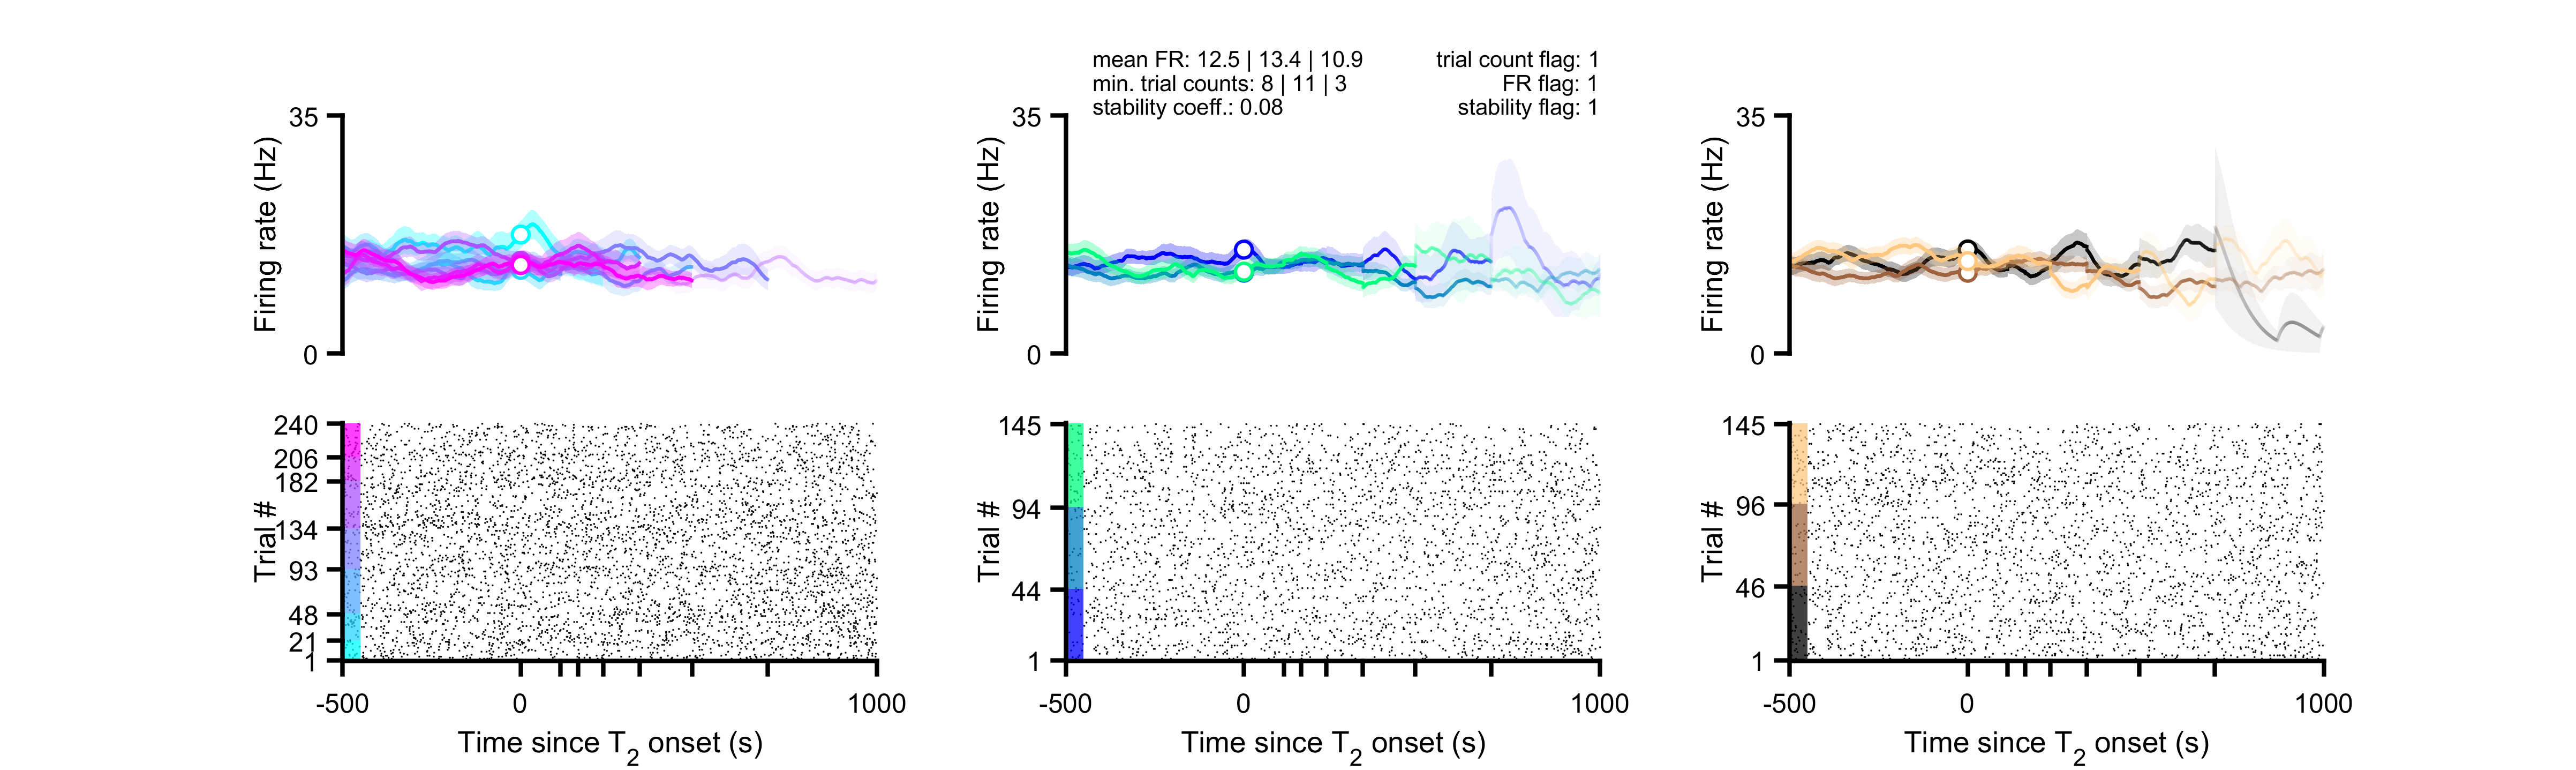 mean FR: 12.5 | 13.4 | 10.9
min. trial counts: 8 | 11 | 3
stability coeff.: 0.08
trial count flag: 1
FR flag: 1
stability flag: 1
35
Firing rate (Hz)
0
35
Firing rate (Hz)
0
35
Firing rate (Hz)
0
240
206
182
134
93
48
21
1
Trial #
-500
0
1000
Time since T2 onset (s)
145
94
44
1
Trial #
-500
0
1000
Time since T2 onset (s)
145
96
46
1
Trial #
-500
0
1000
Time since T2 onset (s)